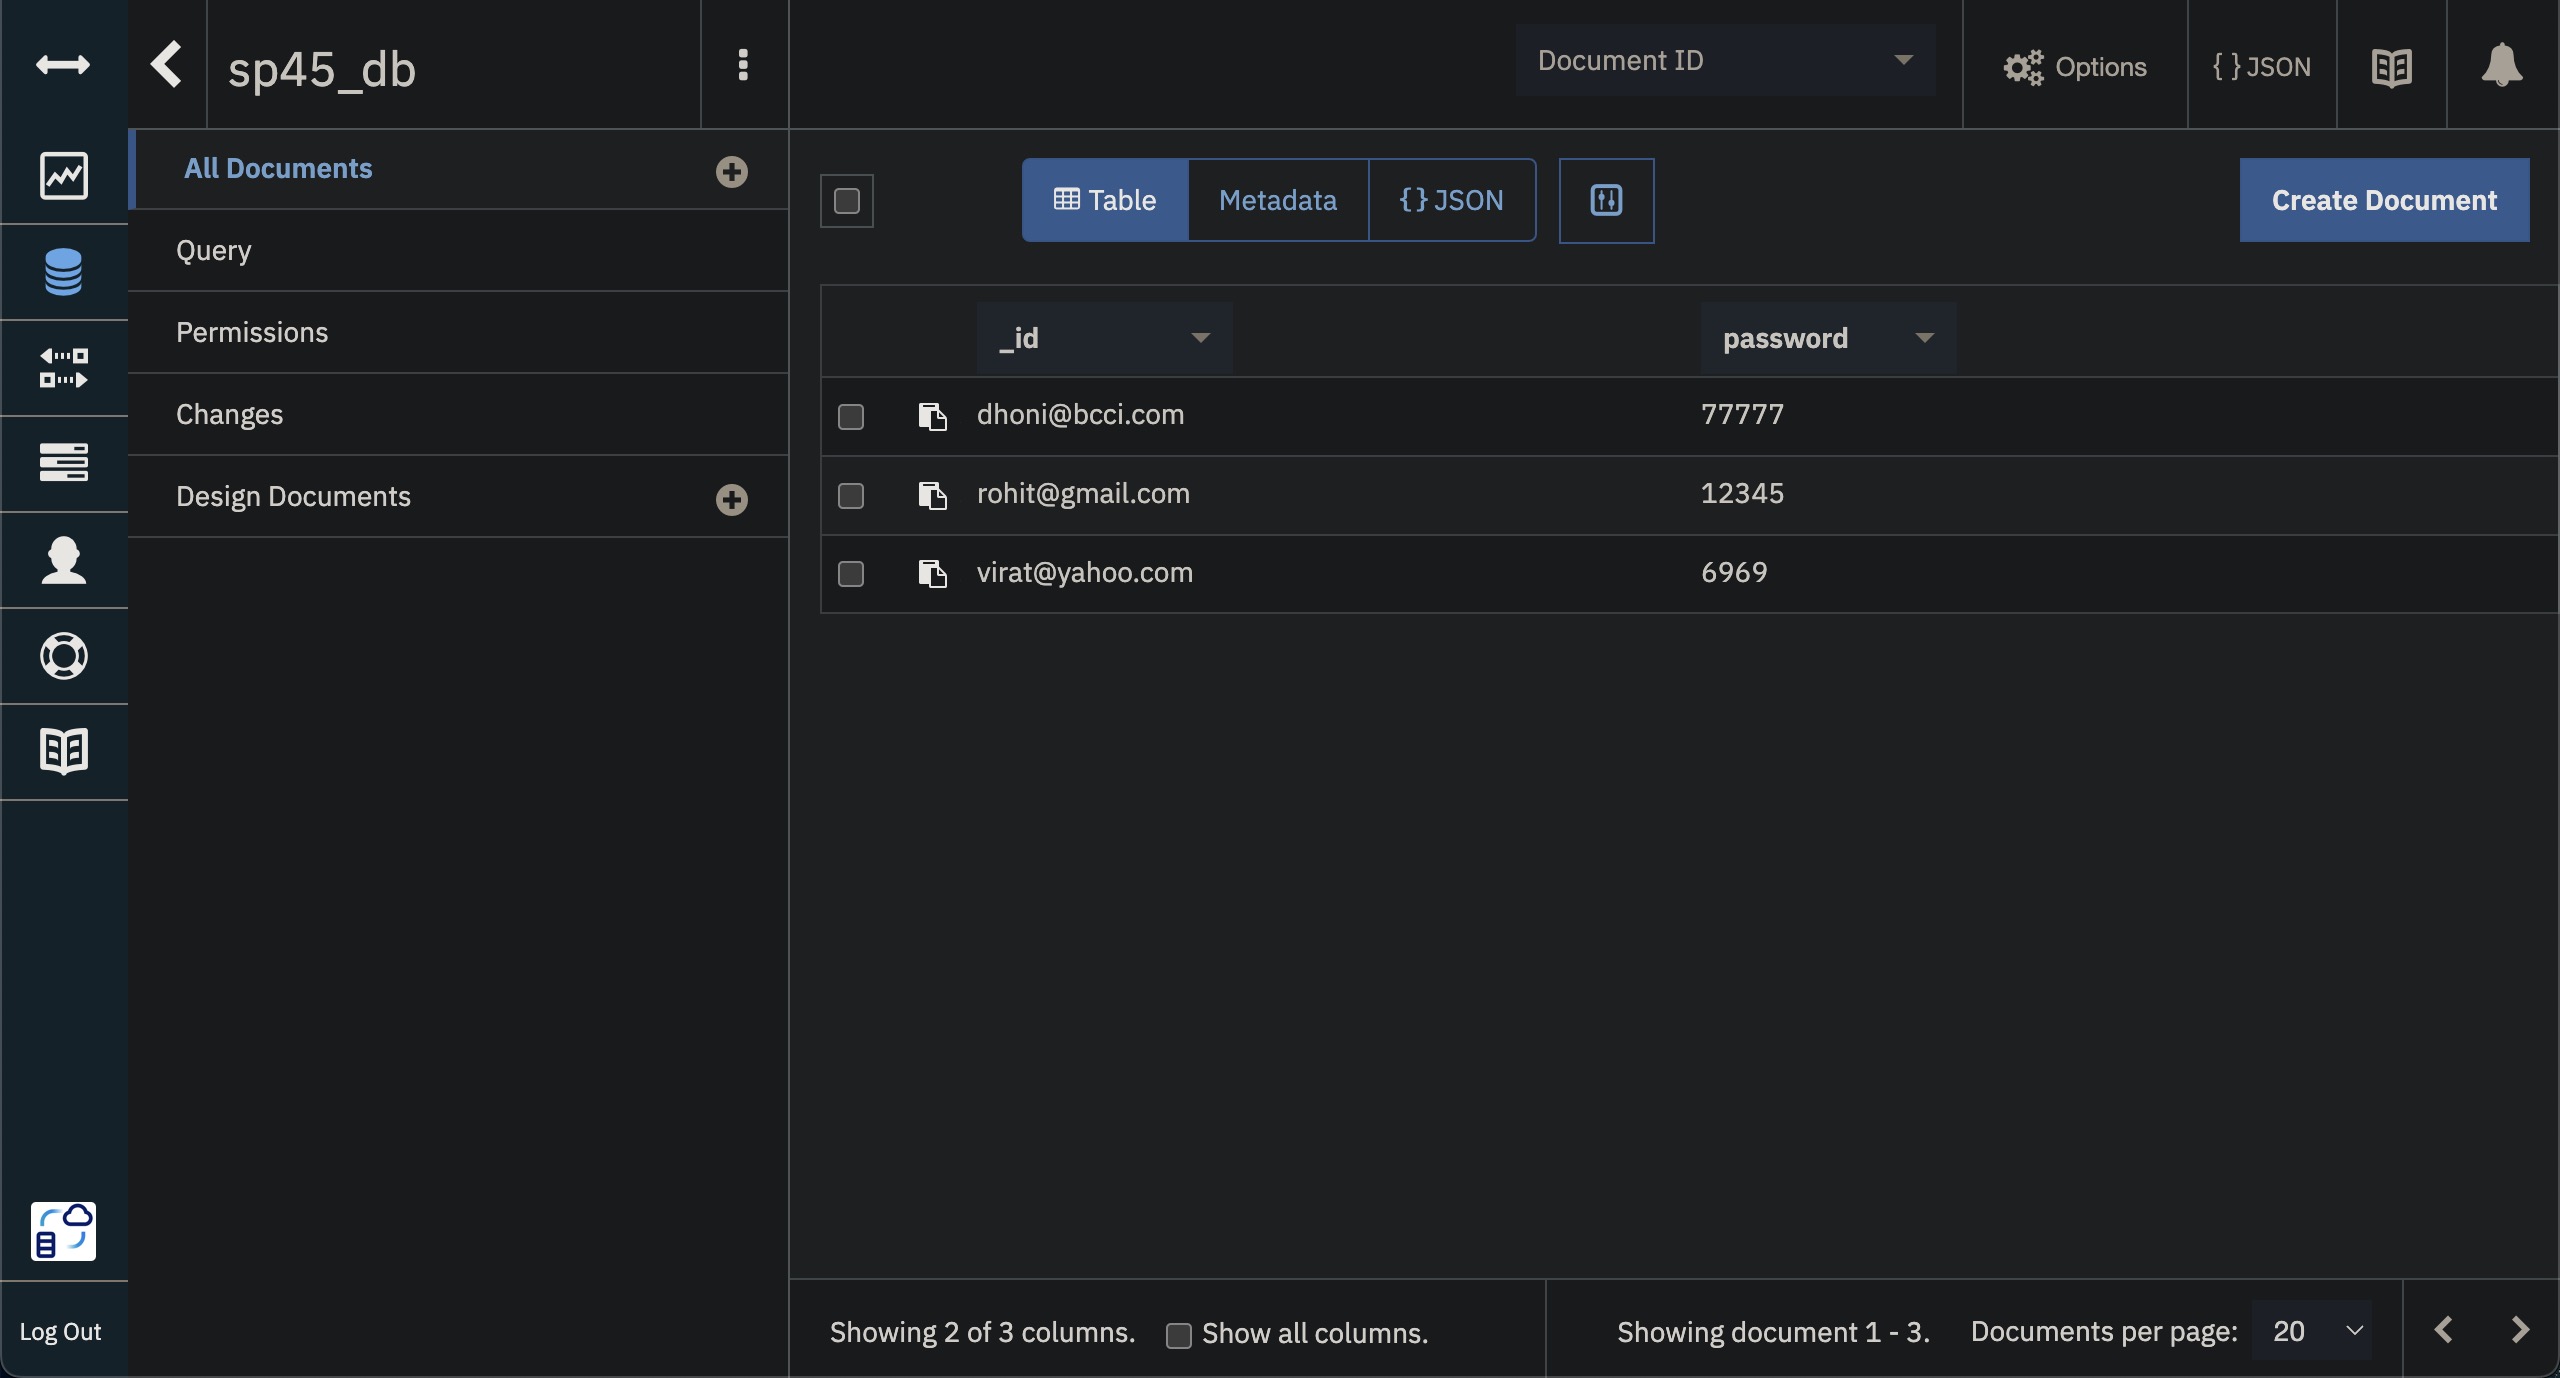 sp45_db
Document ID
Options
{ } JSON
All Documents
Query
Permissions
Changes
Design Documents
Table
Metadata
{ } JSON
Create Document
_id
password
dhoni@bcci.com
77777
rohit@gmail.com
12345
virat@yahoo.com
6969
Log Out
Showing 2 of 3 columns.
Show all columns.
Showing document 1 - 3.
Documents per page:
20